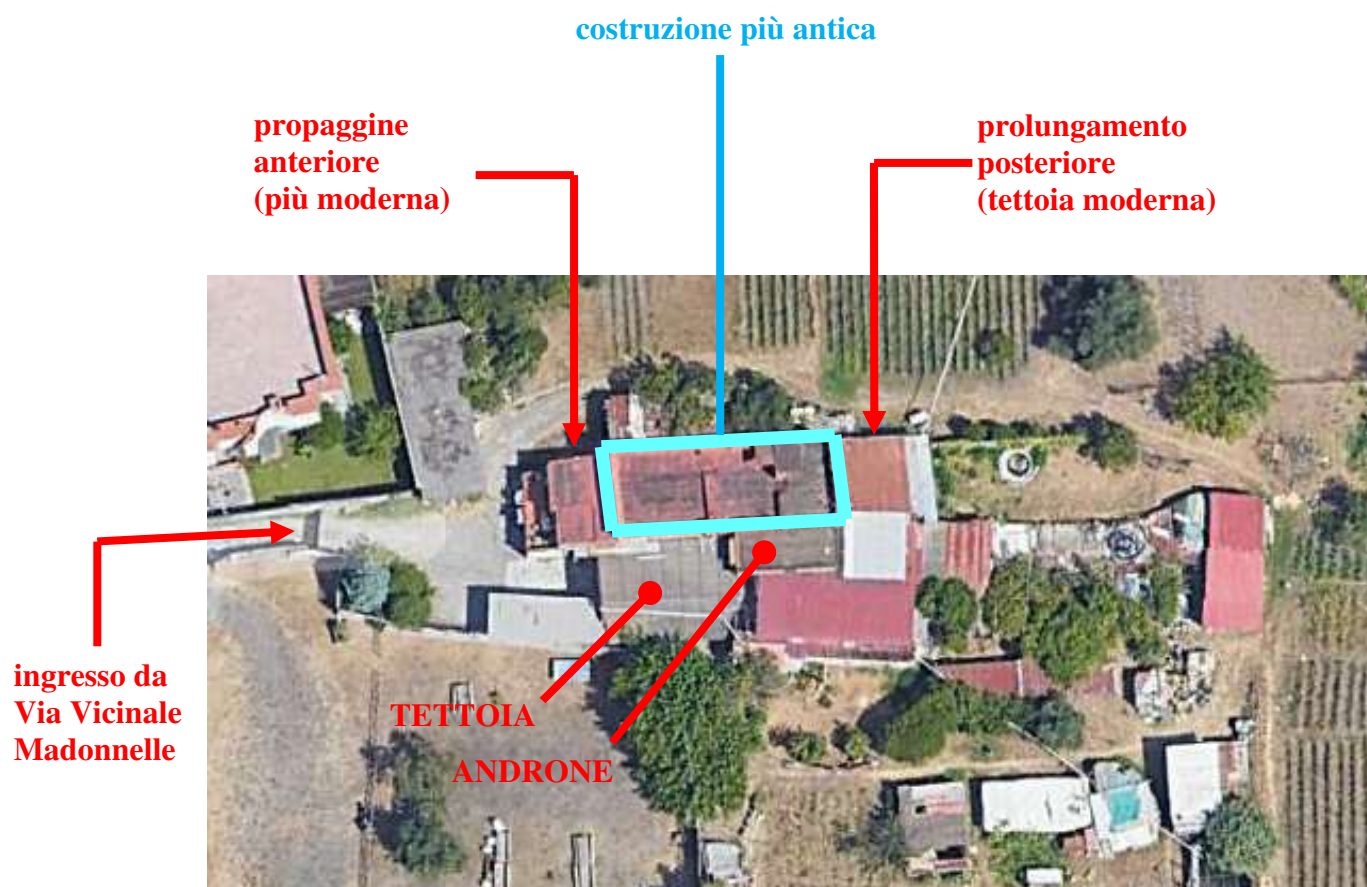 costruzione più antica
propaggine
anteriore
(più moderna)
prolungamento
posteriore
(tettoia moderna)
ingresso da
Via Vicinale
Madonnelle
TETTOIA
ANDRONE